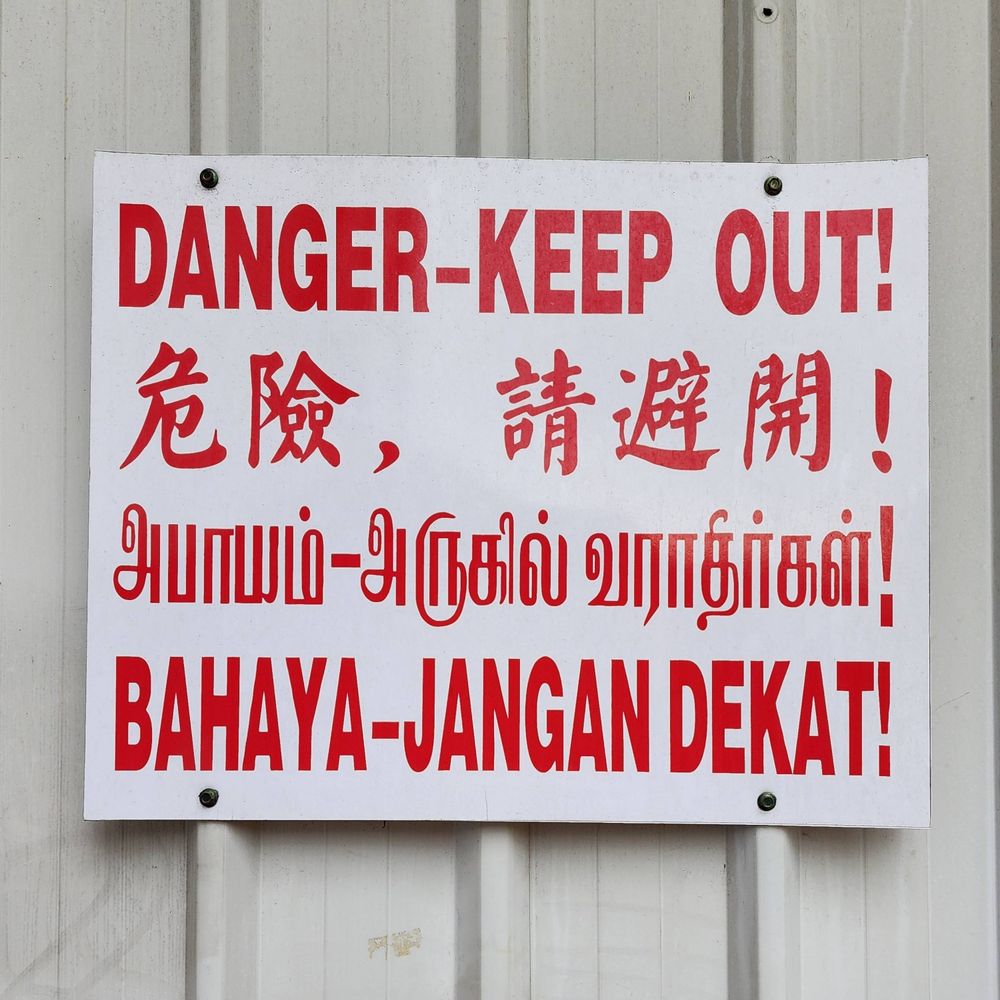 DANGER-KEEP OUT!
危險, 請避開!
அபாயம்-அருகில் வராதீர்கள்!
BAHAYA-JANGAN DEKAT!